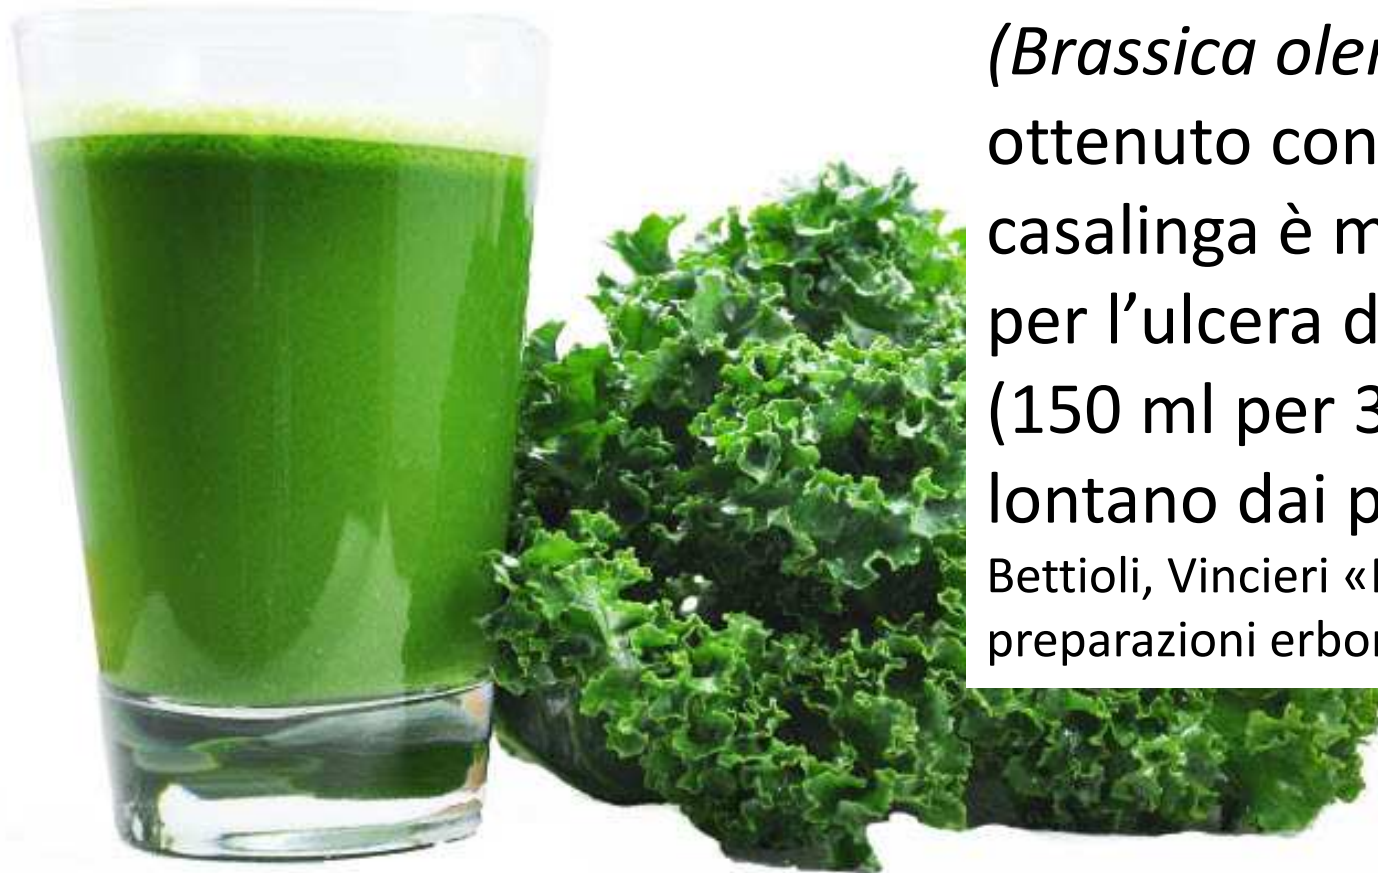 (Brassica oler
ottenuto con
casalinga è m
per l’ulcera d
(150 ml per 3
lontano dai p
Bettioli, Vincieri «
preparazioni erbor